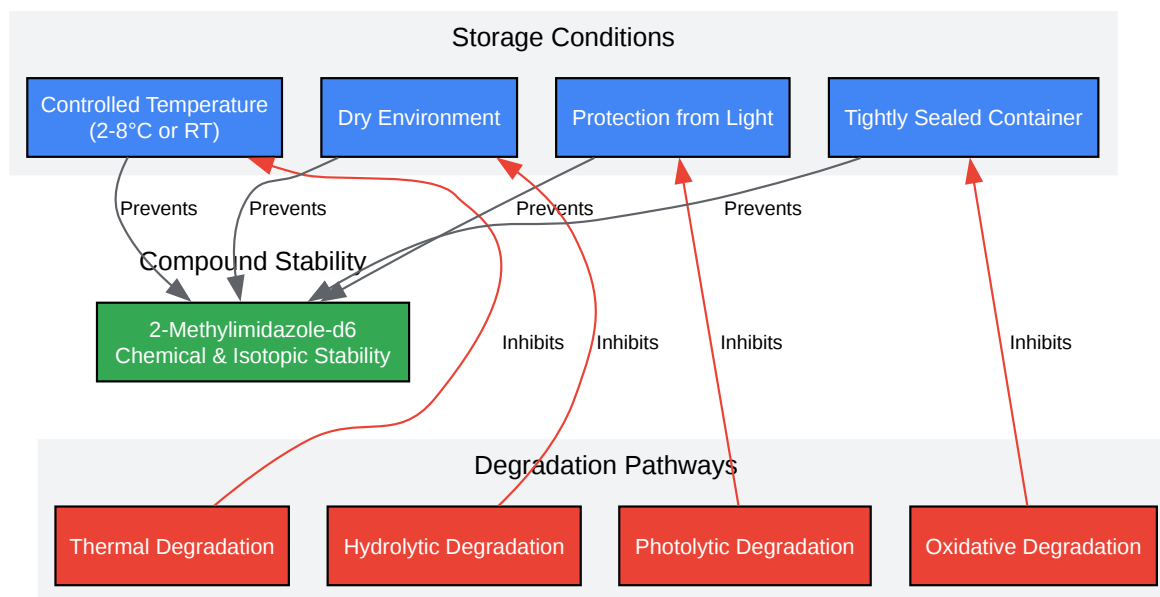 Storage Conditions
Controlled Temperature
(2-8°C or RT)
Dry Environment
Protection from Light
Tightly Sealed Container
Prevents
Prevents
Prevents
Prevents
Compound Stability
2-Methylimidazole-d6
Chemical & Isotopic Stability
Inhibits
Inhibits
Inhibits
Inhibits
Degradation Pathways
Thermal Degradation
Hydrolytic Degradation
Photolytic Degradation
Oxidative Degradation